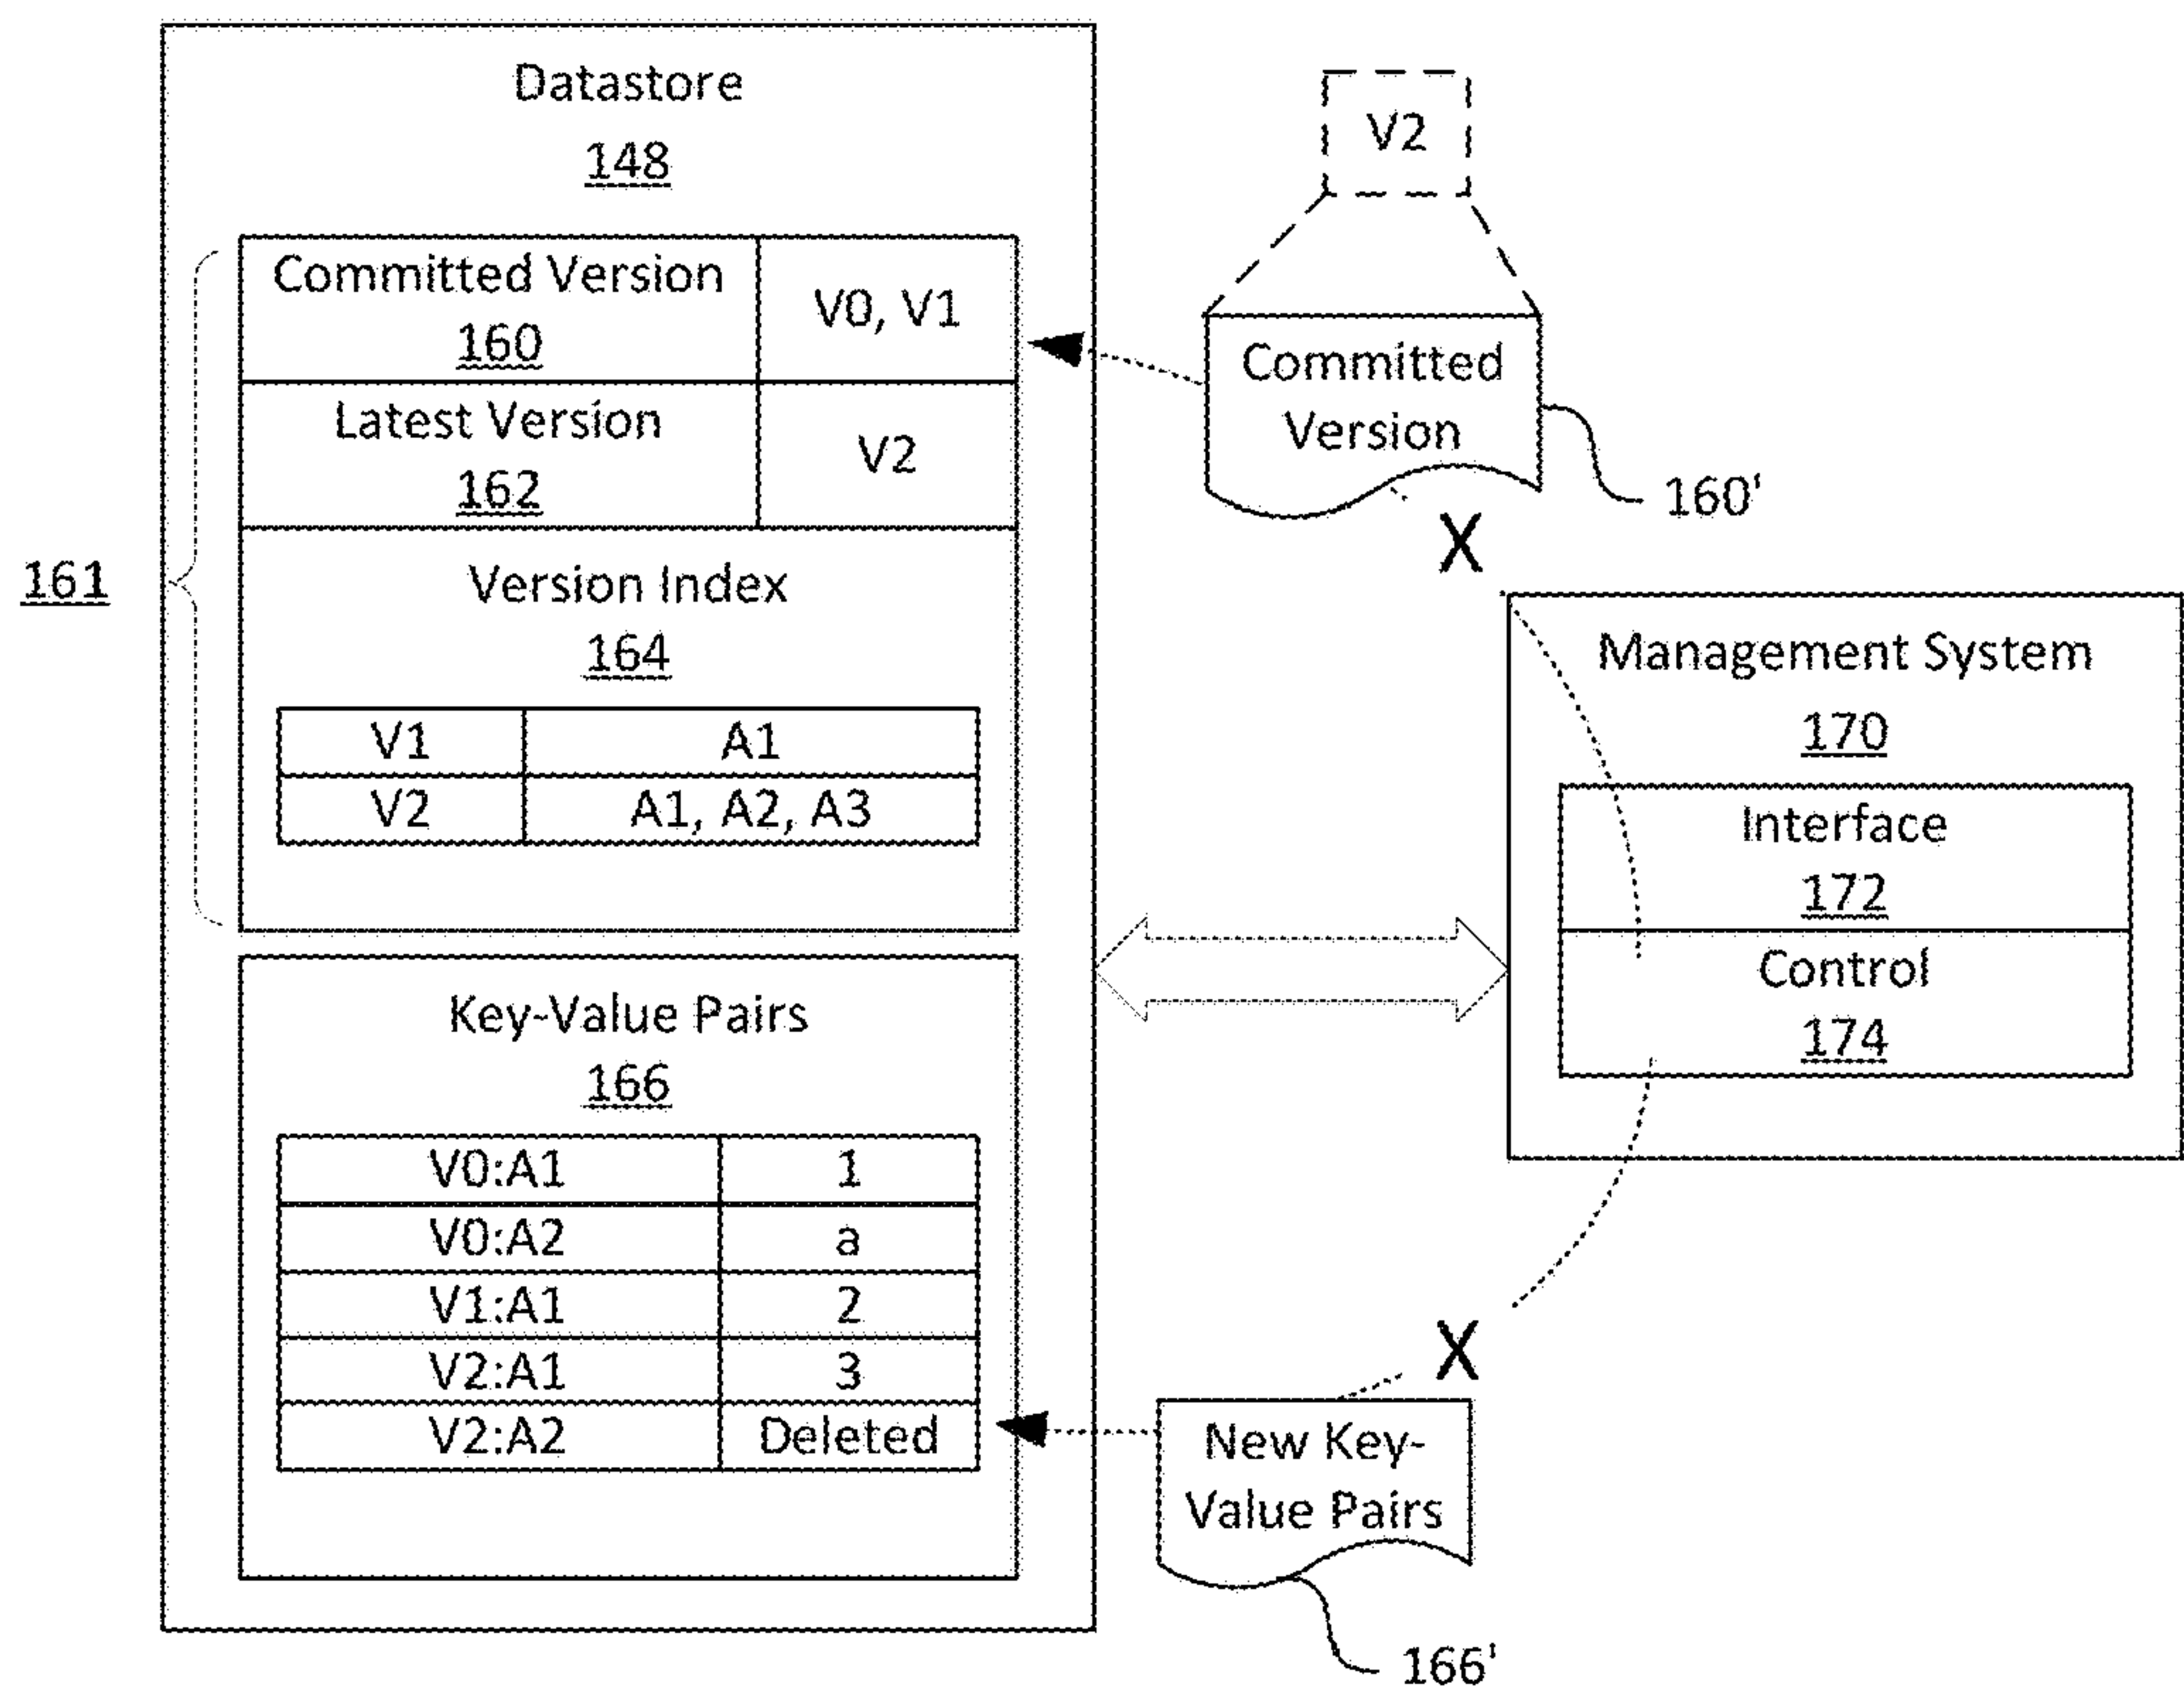 Datastore
148
Committed Version
160
V0, V1
Latest Version
162
V2
161
Version Index
164
V1 A1
V2 A1, A2, A3
Key-Value Pairs
166
V0:A1 1
V0:A2 a
V1:A1 2
V2:A1 3
V2:A2 Deleted
V2
Committed
Version
160'
X
Management System
170
Interface
172
Control
174
X
New Key-
Value Pairs
166'